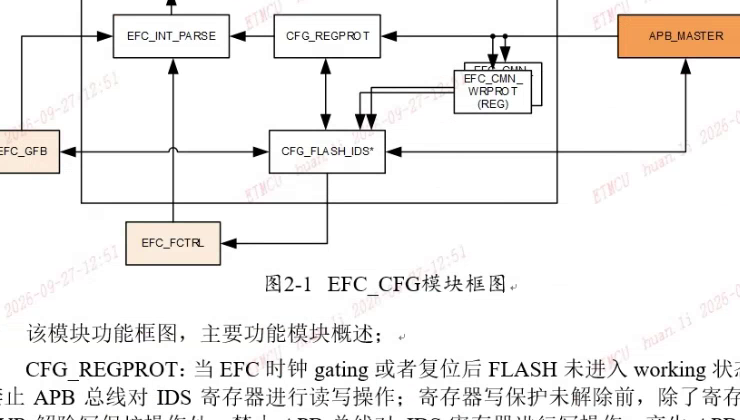 EFC_INT_PARSE
CFG_REGPROT
APB_MASTER
EFC_CMN_
WRPROT
(REG)
EFC_GFB
CFG_FLASH_IDS*
EFC_FCTRL
图2-1 EFC_CFG模块框图
该模块功能框图，主要功能模块概述；
CFG_REGPROT：当 EFC 时钟 gating 或者复位后 FLASH 未进入 working 状态
禁止 APB 总线对 IDS 寄存器进行读写操作；寄存器写保护未解除前，除了寄存
解除写保护操作外，禁止 APB 总线对 IDS 寄存器进行写操作，产生 APB